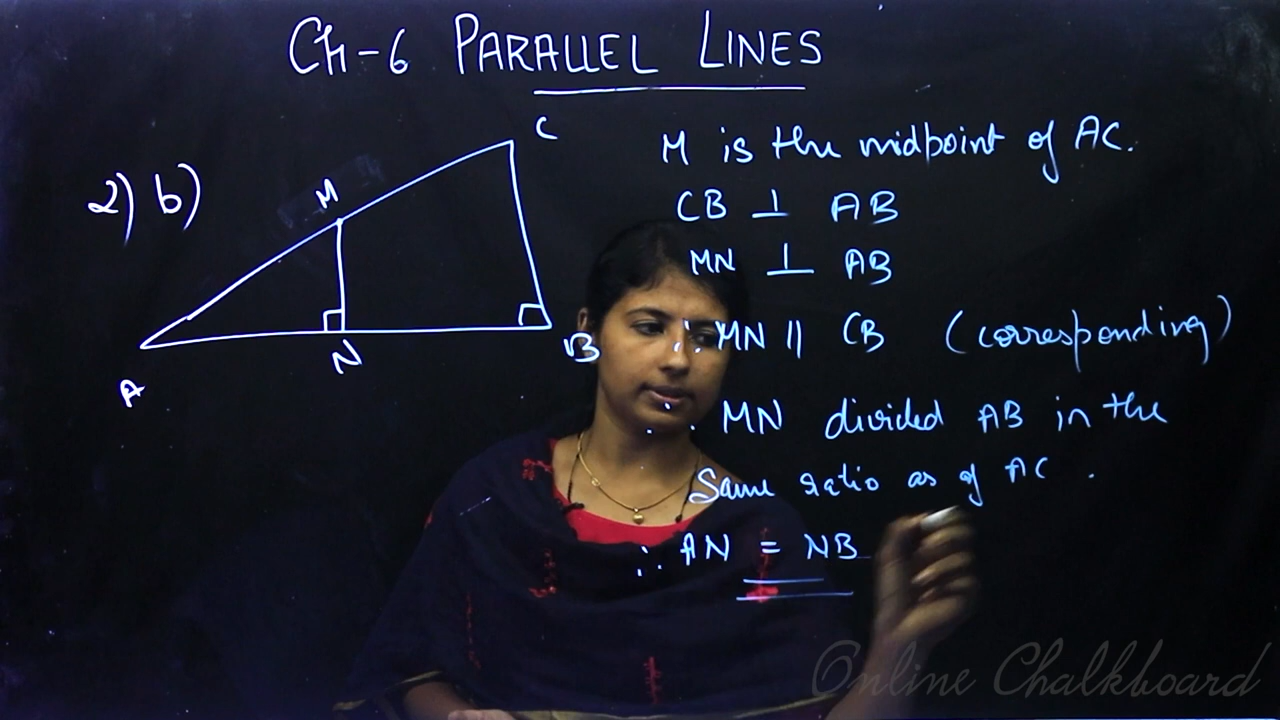 Ch-6 PARALLEL LINES
2) b)
C
M
A
N
B
M is the midpoint of AC.
CB ⊥ AB
MN ⊥ AB
∴ MN || CB (corresponding)
∴ MN divided AB in the
Same ratio as of AC.
∴ AN = NB
Online Chalkboard